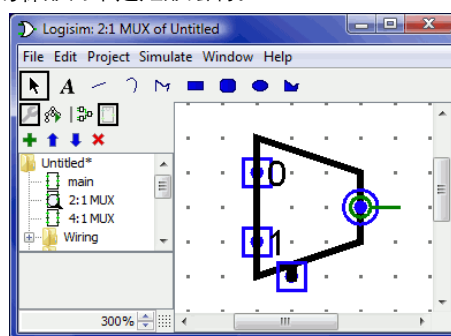 Logisim: 2:1 MUX of Untitled
File Edit Project Simulate Window Help
A
Untitled*
main
2:1 MUX
4:1 MUX
Wiring
300%
0
1